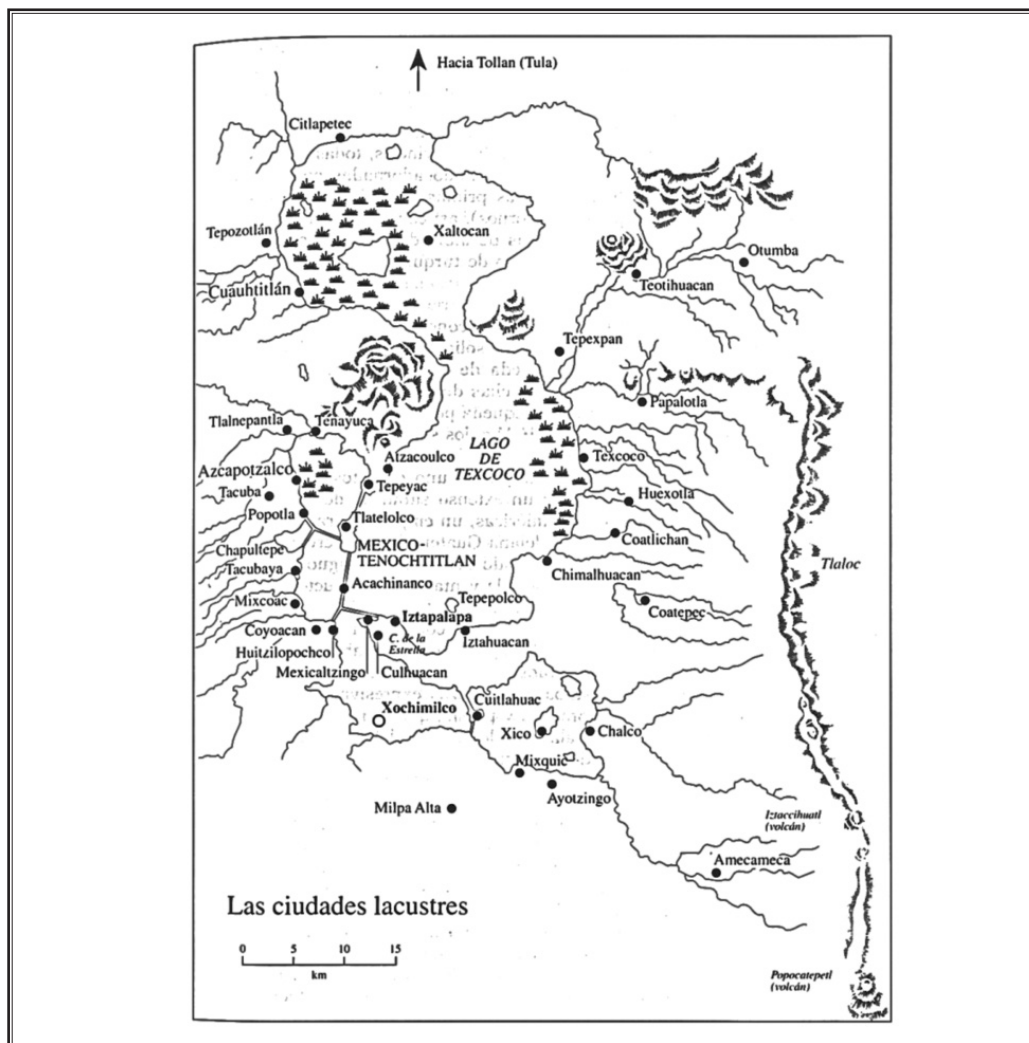 Hacia Tollan (Tula)
Citlapetec
Xaltocan
Tepozotlán
Otumba
Teotihuacan
Cuauhtitlán
Tepexpan
Papalotla
Tlalnepantla
Tenayuca
LAGO
DE
TEXCOCO
Atzacoulco
Texcoco
Azcapotzalco
Tepeyac
Tacuba
Huexotla
Popotla
Tlatelolco
Coatlichan
MEXICO-
TENOCHTITLAN
Chapultepec
Chimalhuacan
Tlaloc
Tacubaya
Acachinanco
Mixcoac
Tepepolco
Coatepec
Iztapalapa
Coyoacan
C. de la
Estrella
Iztahuacan
Huitzilopochco
Mexicaltzingo
Culhuacan
Xochimilco
Cuitlahuac
Xico
Chalco
Mixquic
Ayotzingo
Milpa Alta
Iztaccihuatl
(volcán)
Amecameca
Las ciudades lacustres
0 5 10 15
km
Popocatepetl
(volcán)